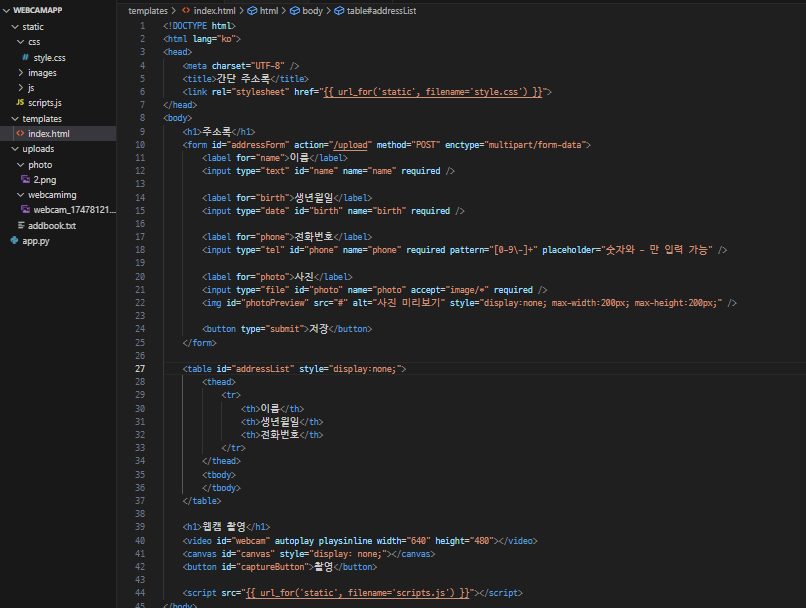 WEBCAMAPP
static
css
# style.css
images
js
JS scripts.js
templates
<> index.html
uploads
photo
2.png
webcamimg
webcam_17478121...
addbook.txt
app.py
templates > <> index.html > html > body > table#addressList
1 <!DOCTYPE html>
2 <html lang="ko">
3 <head>
4 <meta charset="UTF-8" />
5 <title>간단 주소록</title>
6 <link rel="stylesheet" href="{{ url_for('static', filename='style.css') }}">
7 </head>
8 <body>
9 <h1>주소록</h1>
10 <form id="addressForm" action="/upload" method="POST" enctype="multipart/form-data">
11 <label for="name">이름</label>
12 <input type="text" id="name" name="name" required />
13
14 <label for="birth">생년월일</label>
15 <input type="date" id="birth" name="birth" required />
16
17 <label for="phone">전화번호</label>
18 <input type="tel" id="phone" name="phone" required pattern="[0-9\-]+" placeholder="숫자와 - 만 입력 가능" />
19
20 <label for="photo">사진</label>
21 <input type="file" id="photo" name="photo" accept="image/*" required />
22 <img id="photoPreview" src="#" alt="사진 미리보기" style="display:none; max-width:200px; max-height:200px;" />
23
24 <button type="submit">저장</button>
25 </form>
26
27 <table id="addressList" style="display:none;">
28 <thead>
29 <tr>
30 <th>이름</th>
31 <th>생년월일</th>
32 <th>전화번호</th>
33 </tr>
34 </thead>
35 <tbody>
36 </tbody>
37 </table>
38
39 <h1>웹캠 촬영</h1>
40 <video id="webcam" autoplay playsinline width="640" height="480"></video>
41 <canvas id="canvas" style="display: none;"></canvas>
42 <button id="captureButton">촬영</button>
43
44 <script src="{{ url_for('static', filename='scripts.js') }}"></script>
45 </body>